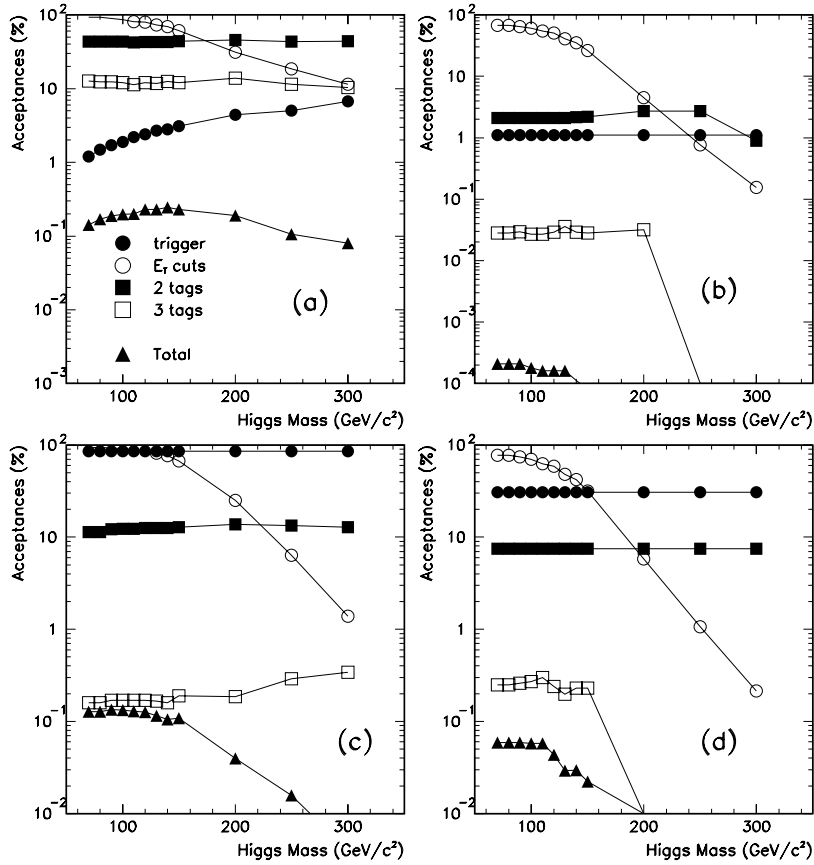 Acceptances (%)
10²
10
1
10⁻¹
10⁻²
10⁻³
trigger
E_T cuts
2 tags
3 tags
Total
(a)
100
200
300
Higgs Mass (GeV/c²)
Acceptances (%)
10²
10
1
10⁻¹
10⁻²
10⁻³
10⁻⁴
(b)
100
200
300
Higgs Mass (GeV/c²)
Acceptances (%)
10²
10
1
10⁻¹
10⁻²
(c)
100
200
300
Higgs Mass (GeV/c²)
Acceptances (%)
10²
10
1
10⁻¹
10⁻²
(d)
100
200
300
Higgs Mass (GeV/c²)